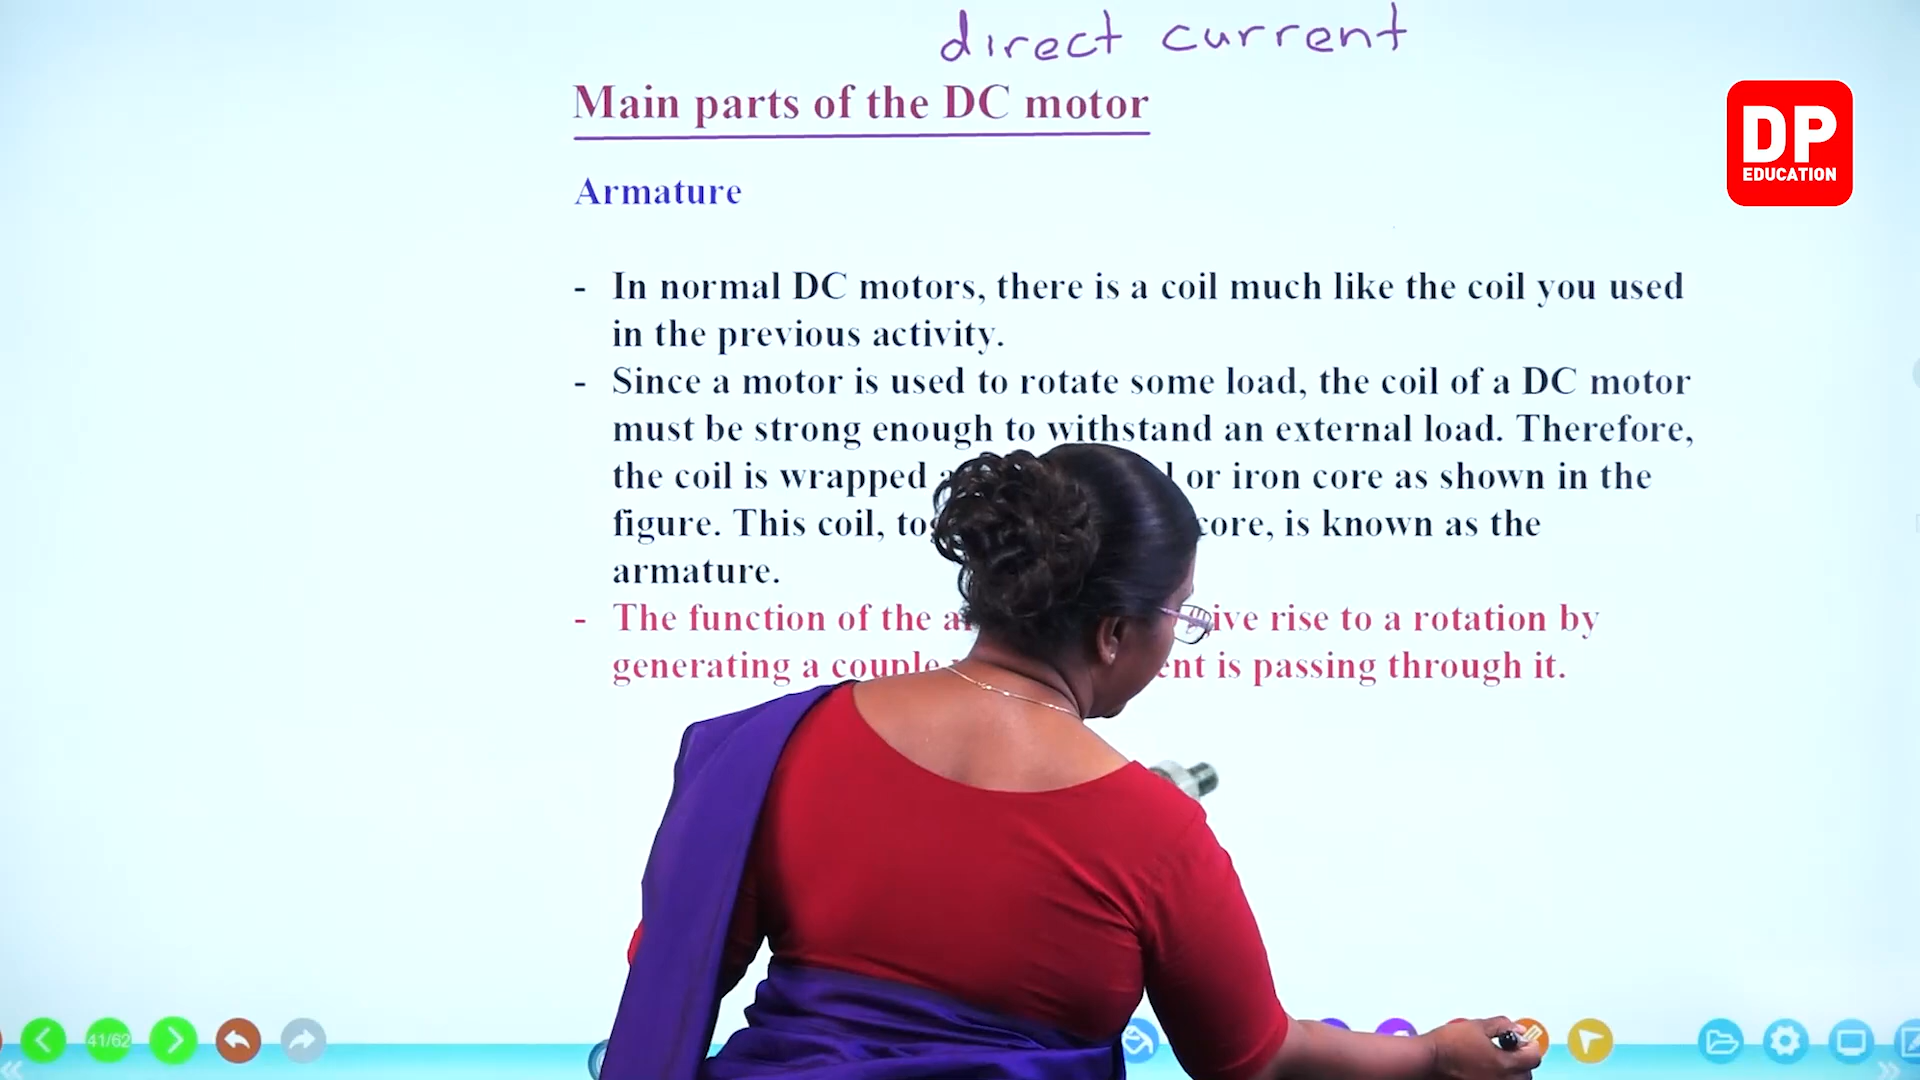 direct current
Main parts of the DC motor
DP
EDUCATION
Armature
- In normal DC motors, there is a coil much like the coil you used
in the previous activity.
- Since a motor is used to rotate some load, the coil of a DC motor
must be strong enough to withstand an external load. Therefore,
the coil is wrapped or iron core as shown in the
figure. This coil, core, is known as the
armature.
- The function of the rise to a rotation by
generating a couple is passing through it.
41/62